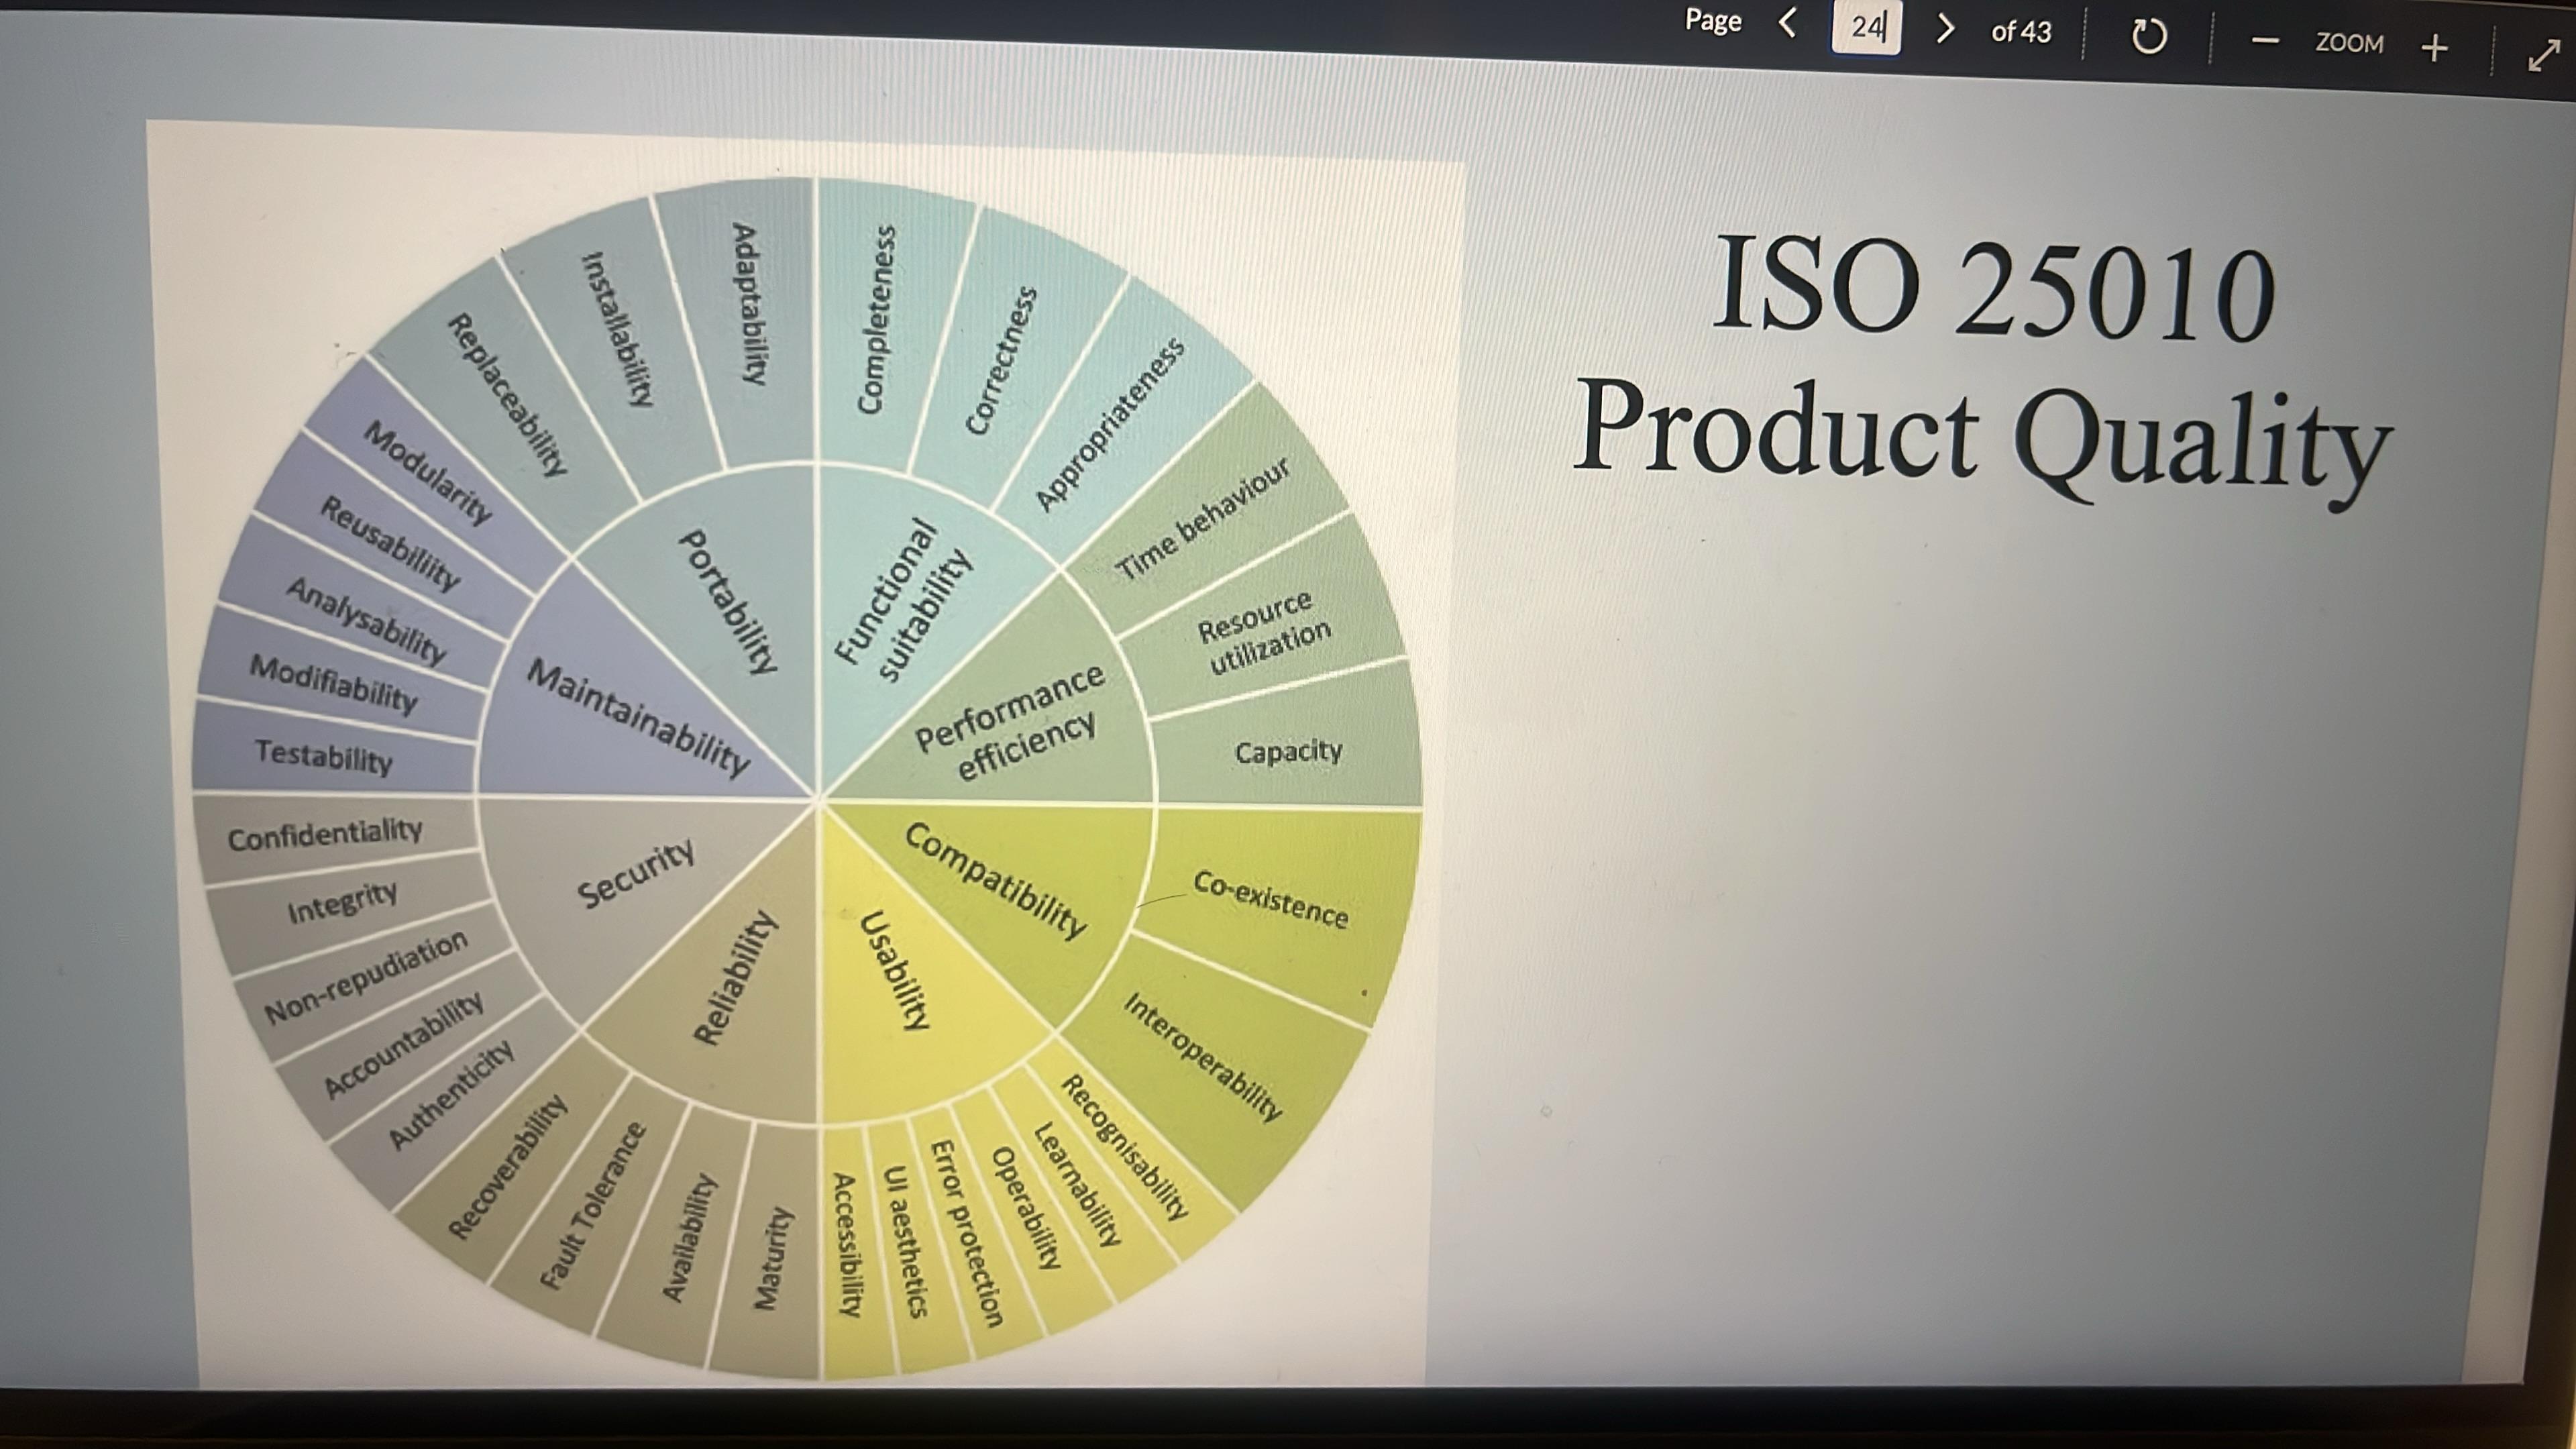 Page
24
of 43
ZOOM
ISO 25010
Product Quality
Completeness
Correctness
Appropriateness
Functional
suitability
Time behaviour
Resource
utilization
Capacity
Performance
efficiency
Co-existence
Interoperability
Compatibility
Recognisability
Learnability
Operability
Error protection
UI aesthetics
Accessibility
Usability
Maturity
Availability
Fault Tolerance
Recoverability
Reliability
Authenticity
Accountability
Non-repudiation
Integrity
Confidentiality
Security
Testability
Modifiability
Analysability
Reusability
Modularity
Maintainability
Replaceability
Installability
Adaptability
Portability